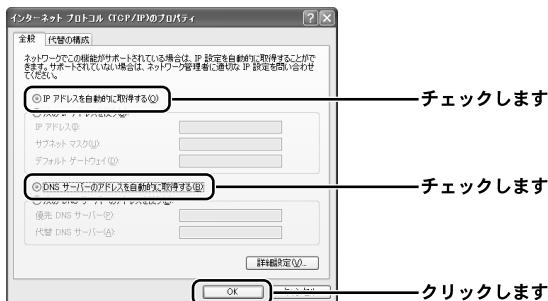 インターネット プロトコル (TCP/IP)のプロパティ
全般 代替の構成
ネットワークでこの機能がサポートされている場合は、IP 設定を自動的に取得することがで
きます。サポートされていない場合は、ネットワーク管理者に適切な IP 設定を問い合わせ
てください。
IP アドレスを自動的に取得する(O)
チェックします
IP アドレス(I):
サブネット マスク(U):
デフォルト ゲートウェイ(D):
DNS サーバーのアドレスを自動的に取得する(B)
チェックします
優先 DNS サーバー(P):
代替 DNS サーバー(A):
詳細設定(V)...
OK
クリックします